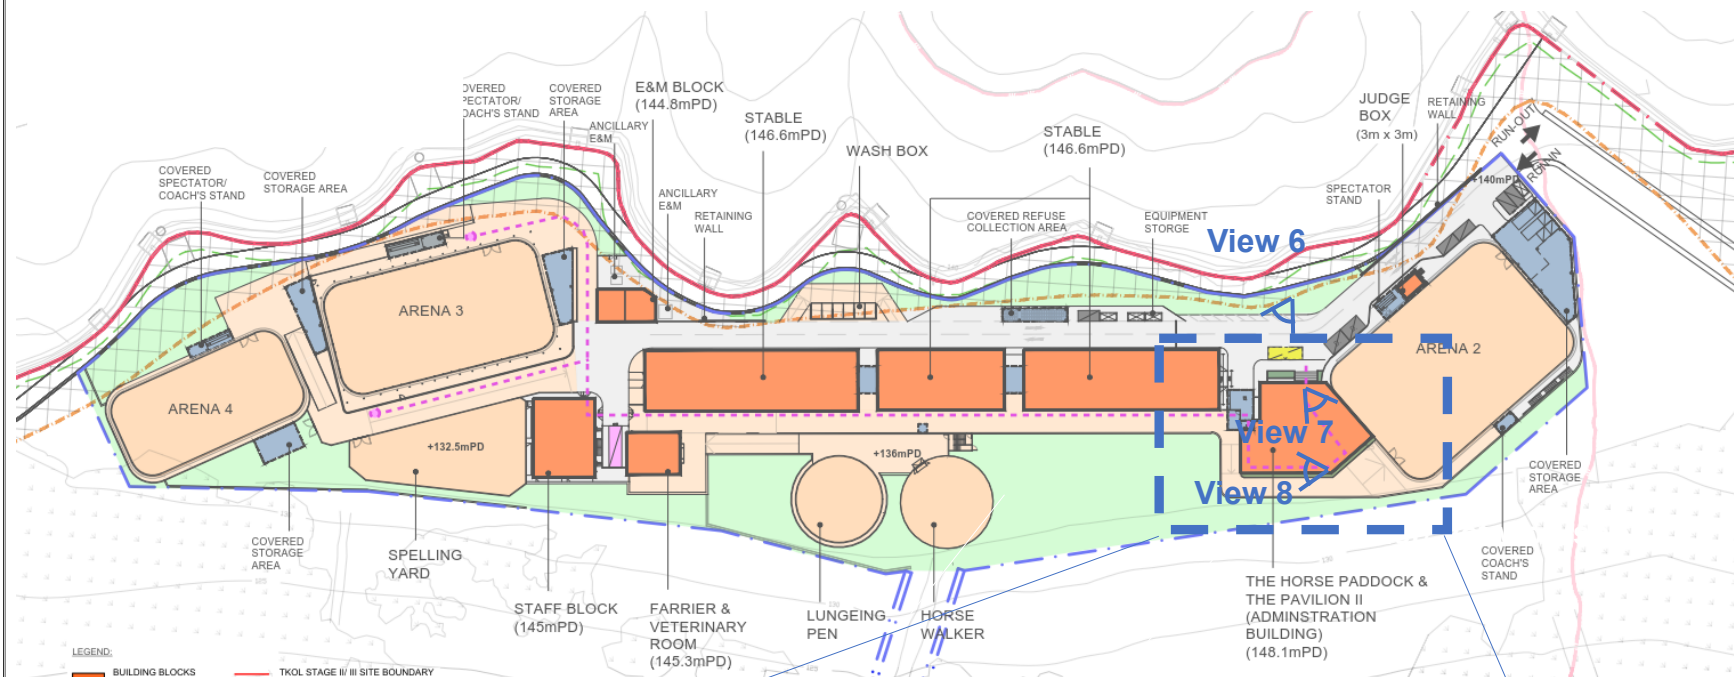 OVERED
PECTATOR/
OACH'S STAND
COVERED
STORAGE
AREA
E&M BLOCK
(144.8mPD)
ANCILLARY
E&M
STABLE
(146.6mPD)
WASH BOX
STABLE
(146.6mPD)
JUDGE
BOX
(3m x 3m)
RETAINING
WALL
RUN-OUT
RUN-IN
+140mPD
COVERED
SPECTATOR/
COACH'S STAND
COVERED
STORAGE AREA
ANCILLARY
E&M
RETAINING
WALL
COVERED REFUSE
COLLECTION AREA
EQUIPMENT
STORGE
SPECTATOR
STAND
View 6
ARENA 3
ARENA 2
ARENA 4
+132.5mPD
+136mPD
View 7
View 8
COVERED
STORAGE
AREA
COVERED
STORAGE
AREA
SPELLING
YARD
COVERED
COACH'S
STAND
STAFF BLOCK
(145mPD)
FARRIER &
VETERINARY
ROOM
(145.3mPD)
LUNGEING
PEN
HORSE
WALKER
THE HORSE PADDOCK &
THE PAVILION II
(ADMINSTRATION
BUILDING)
(148.1mPD)
LEGEND:
BUILDING BLOCKS
TKOL STAGE II/ III SITE BOUNDARY